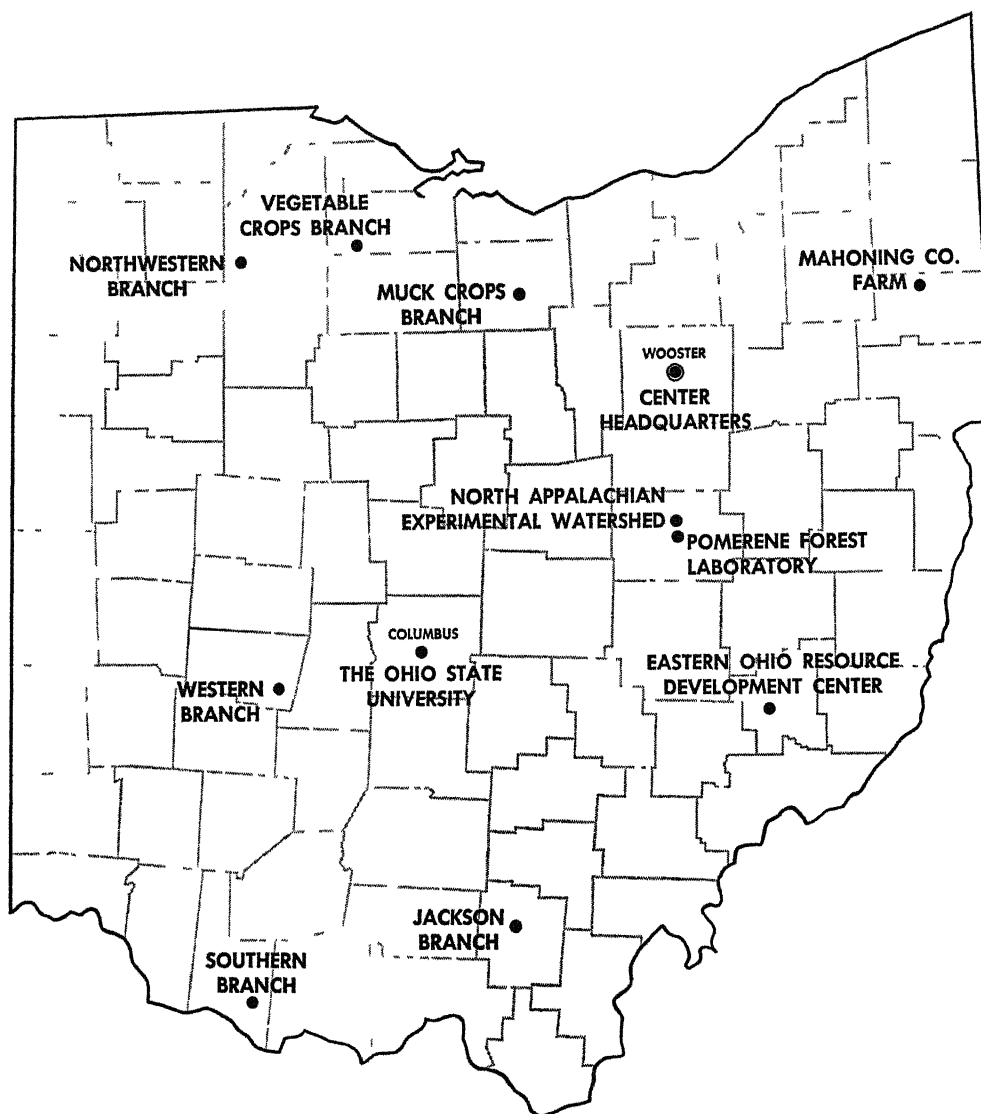 VEGETABLE
CROPS BRANCH
NORTHWESTERN
BRANCH
MUCK CROPS
BRANCH
MAHONING CO.
FARM
WOOSTER
CENTER
HEADQUARTERS
NORTH APPALACHIAN
EXPERIMENTAL WATERSHED
POMERENE FOREST
LABORATORY
COLUMBUS
THE OHIO STATE
UNIVERSITY
EASTERN OHIO RESOURCE
DEVELOPMENT CENTER
WESTERN
BRANCH
JACKSON
BRANCH
SOUTHERN
BRANCH